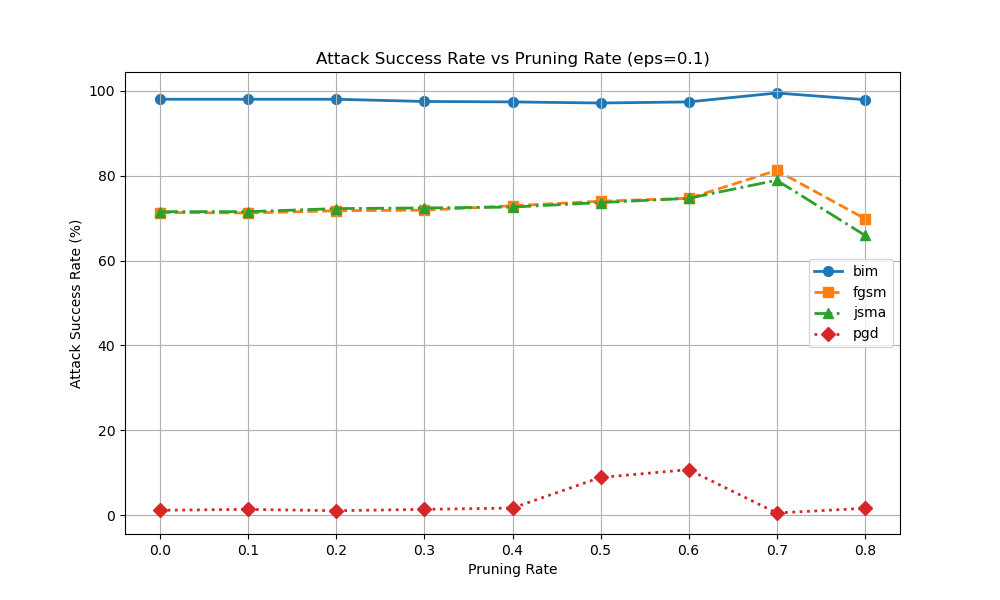 Attack Success Rate vs Pruning Rate (eps=0.1)
Attack Success Rate (%)
100
80
60
40
20
0
bim
fgsm
jsma
pgd
0.0 0.1 0.2 0.3 0.4 0.5 0.6 0.7 0.8
Pruning Rate